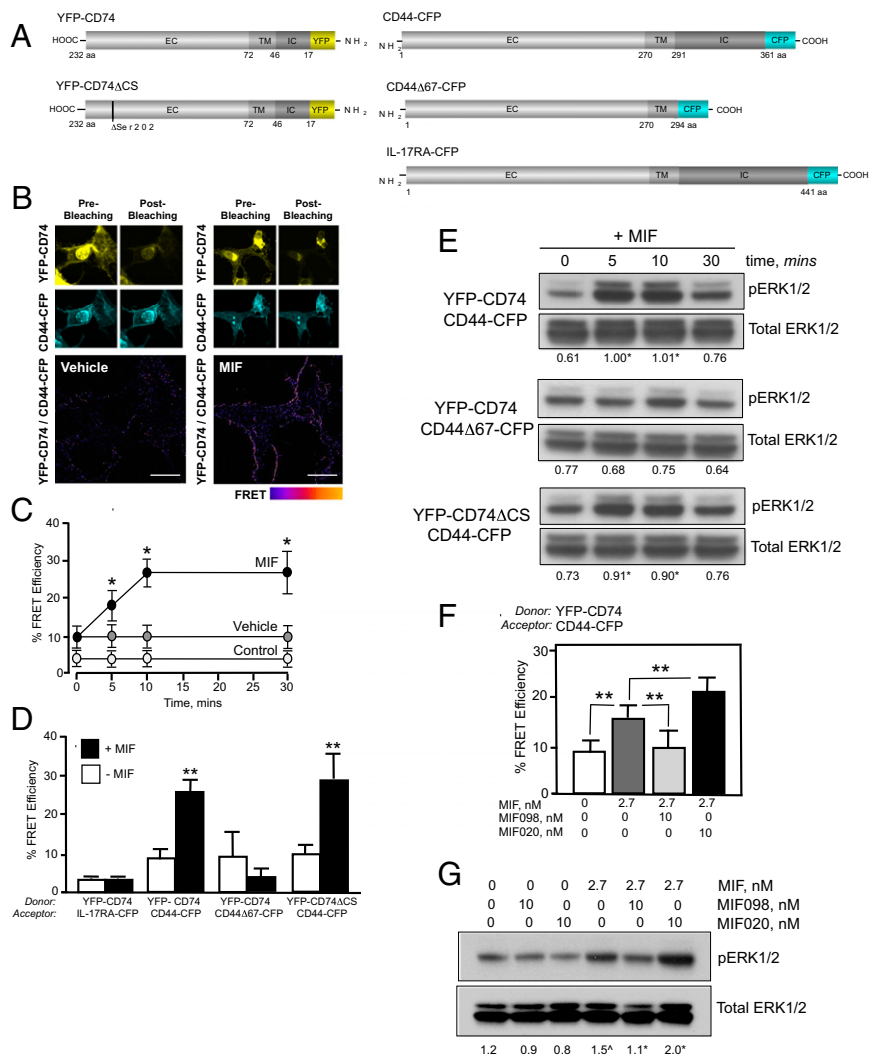 A
YFP-CD74
HOOC
EC
TM
IC
YFP
NH2
232 aa
72
46
17
YFP-CD74ΔCS
HOOC
EC
TM
IC
YFP
NH2
232 aa
ΔSer202
72
46
17
CD44-CFP
NH2
EC
TM
IC
CFP
COOH
1
270
291
361 aa
CD44Δ67-CFP
NH2
EC
TM
CFP
COOH
1
270
294 aa
IL-17RA-CFP
NH2
EC
TM
IC
CFP
COOH
1
441 aa
B
Pre-Bleaching
Post-Bleaching
Pre-Bleaching
Post-Bleaching
YFP-CD74
YFP-CD74
CD44-CFP
CD44-CFP
YFP-CD74 / CD44-CFP
Vehicle
YFP-CD74 / CD44-CFP
MIF
FRET
C
% FRET Efficiency
40
30
20
10
0
* * *
MIF
Vehicle
Control
0 5 10 15 20 25 30
Time, mins
D
% FRET Efficiency
40
30
20
10
0
+ MIF
- MIF
** **
Donor: YFP-CD74 YFP- CD74 YFP-CD74 YFP-CD74ΔCS
Acceptor: IL-17RA-CFP CD44-CFP CD44Δ67-CFP CD44-CFP
E
+ MIF
0 5 10 30 time, mins
YFP-CD74
CD44-CFP
pERK1/2
Total ERK1/2
0.61 1.00* 1.01* 0.76
YFP-CD74
CD44Δ67-CFP
pERK1/2
Total ERK1/2
0.77 0.68 0.75 0.64
YFP-CD74ΔCS
CD44-CFP
pERK1/2
Total ERK1/2
0.73 0.91* 0.90* 0.76
F
Donor: YFP-CD74
Acceptor: CD44-CFP
% FRET Efficiency
30
20
10
0
** ** **
MIF, nM 0 2.7 2.7 2.7
MIF098, nM 0 0 10 0
MIF020, nM 0 0 0 10
G
0 0 0 2.7 2.7 2.7 MIF, nM
0 10 0 0 10 0 MIF098, nM
0 0 10 0 0 10 MIF020, nM
pERK1/2
Total ERK1/2
1.2 0.9 0.8 1.5^ 1.1* 2.0*